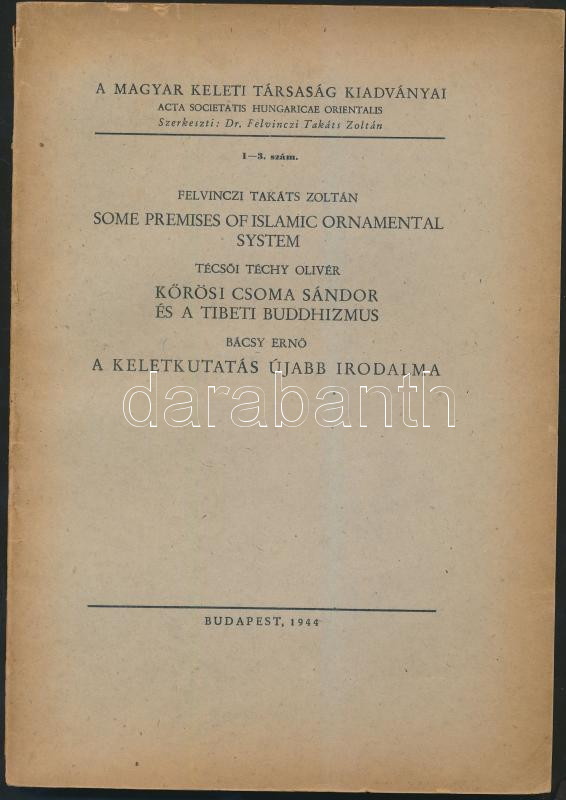 A MAGYAR KELETI TÁRSASÁG KIADVÁNYAI
ACTA SOCIETATIS HUNGARICAE ORIENTALIS
Szerkeszti: Dr. Felvinczi Takáts Zoltán
1—3. szám.
FELVINCZI TAKÁTS ZOLTÁN
SOME PREMISES OF ISLAMIC ORNAMENTAL
SYSTEM
TÉCSŐI TÉCHY OLIVÉR
KŐRÖSI CSOMA SÁNDOR
ÉS A TIBETI BUDDHIZMUS
BÁCSY ERNŐ
A KELETKUTATÁS ÚJABB IRODALMA
darabanth
BUDAPEST, 1944